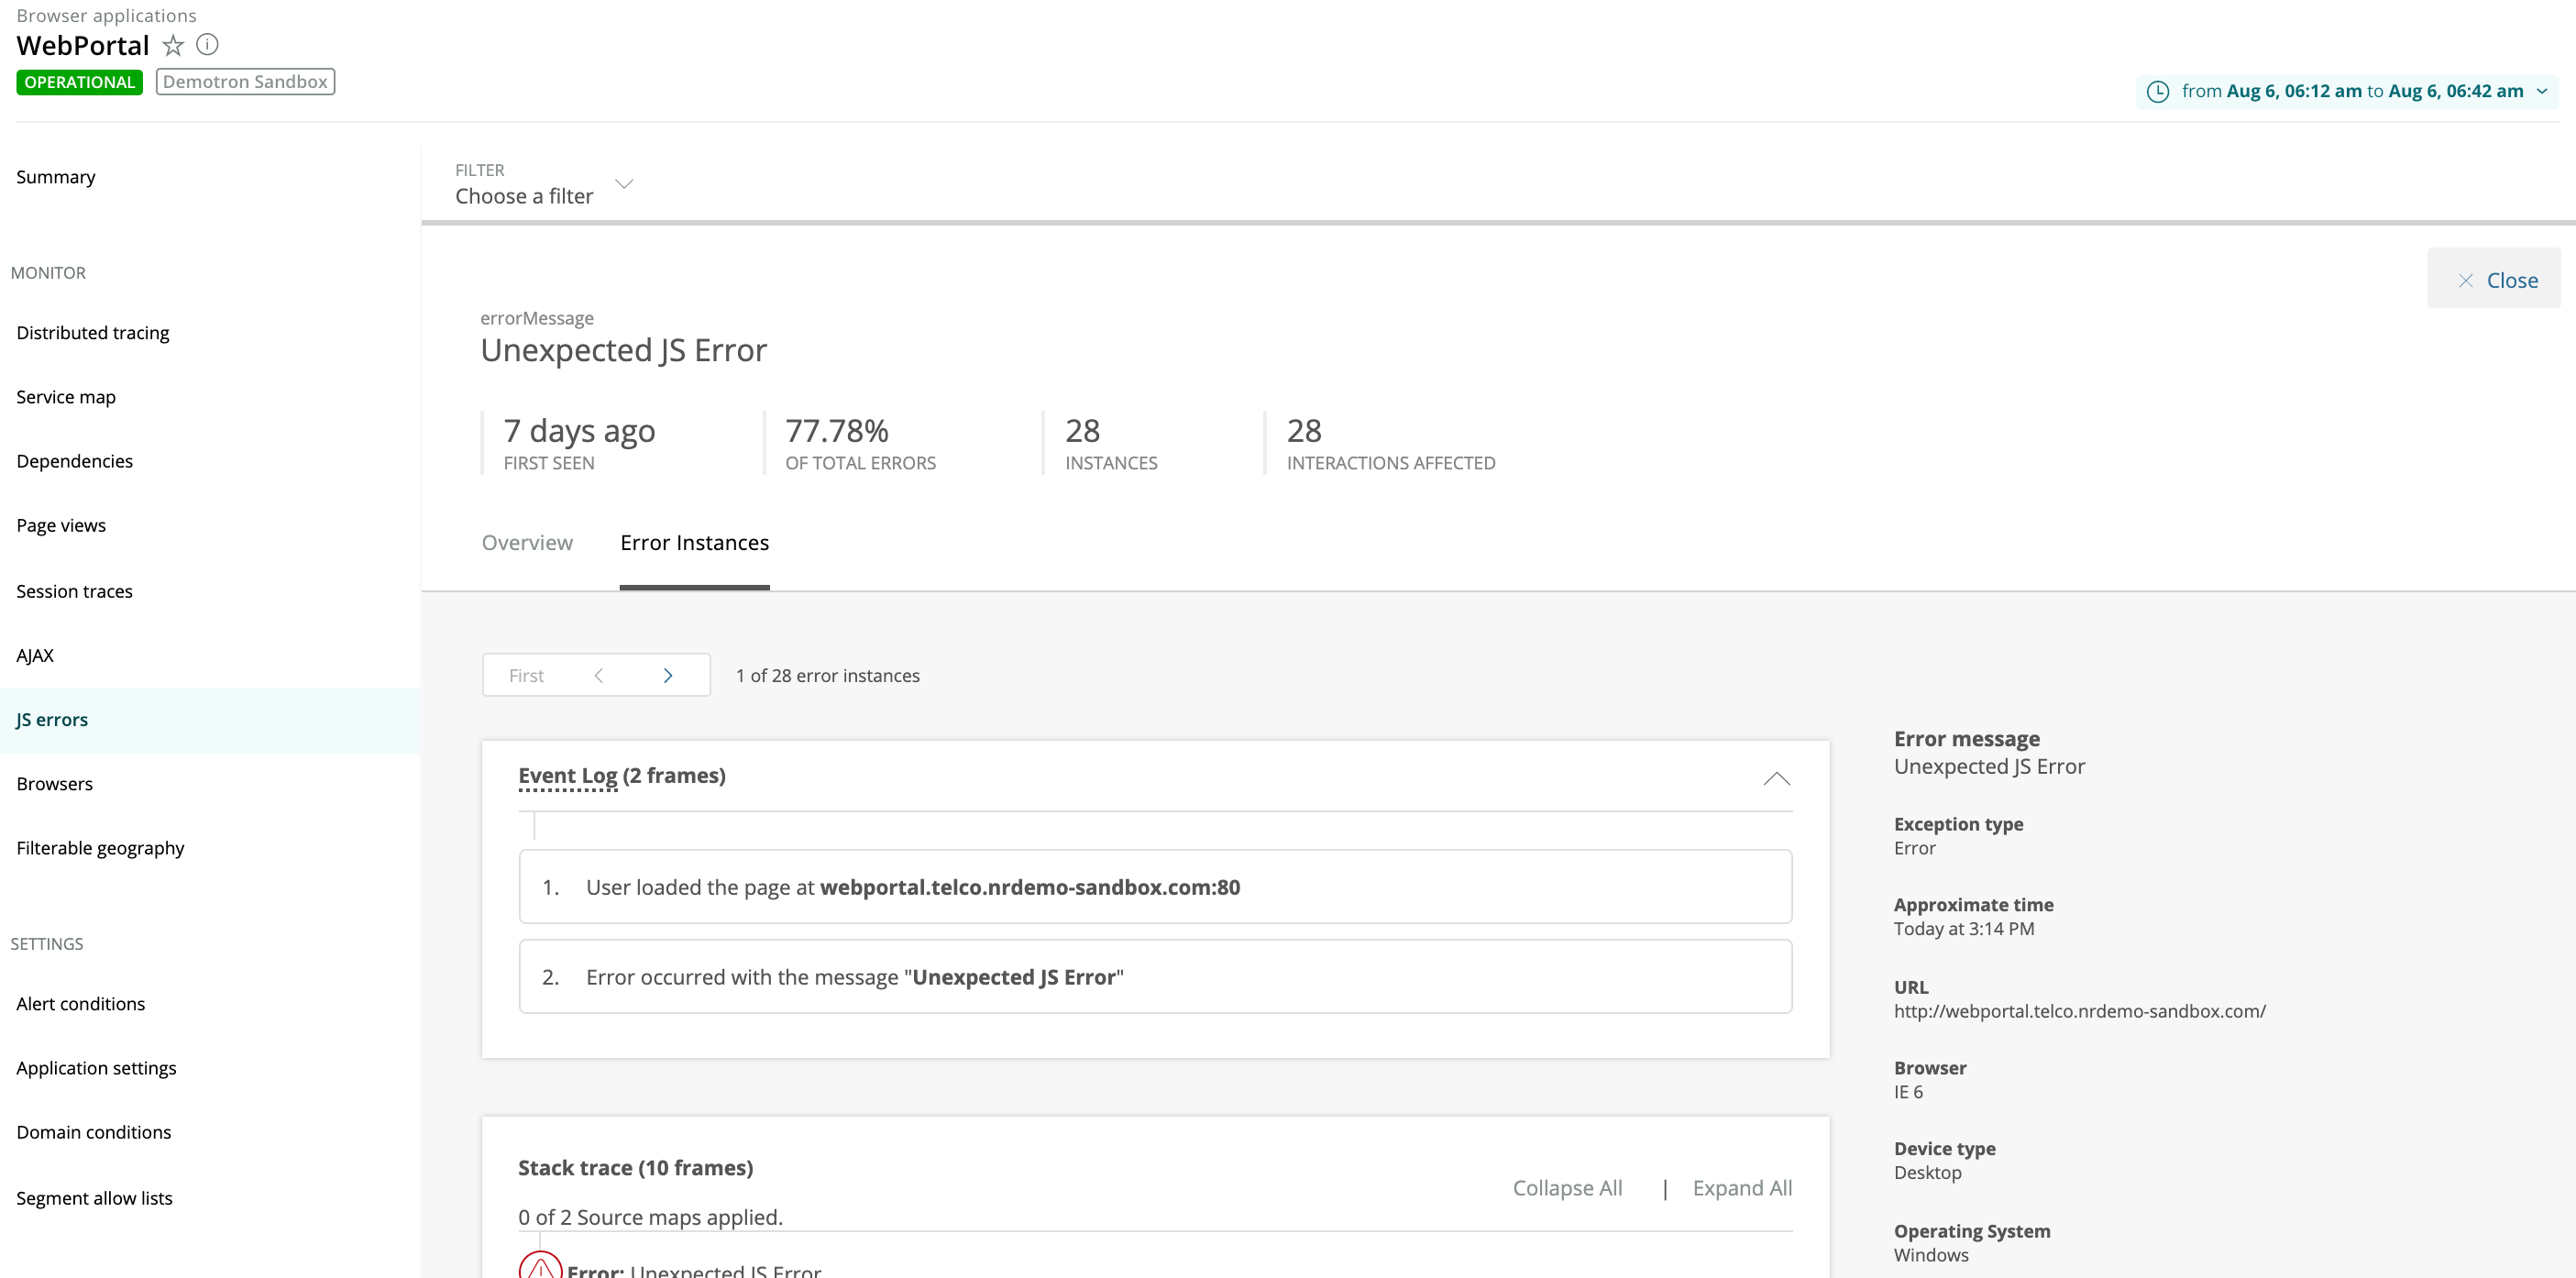 Browser applications
WebPortal
OPERATIONAL Demotron Sandbox
from Aug 6, 06:12 am to Aug 6, 06:42 am
Summary
MONITOR
Distributed tracing
Service map
Dependencies
Page views
Session traces
AJAX
JS errors
Browsers
Filterable geography
SETTINGS
Alert conditions
Application settings
Domain conditions
Segment allow lists
FILTER
Choose a filter
Close
errorMessage
Unexpected JS Error
7 days ago
FIRST SEEN
77.78%
OF TOTAL ERRORS
28
INSTANCES
28
INTERACTIONS AFFECTED
Overview Error Instances
First 1 of 28 error instances
Event Log (2 frames)
1. User loaded the page at webportal.telco.nrdemo-sandbox.com:80
2. Error occurred with the message "Unexpected JS Error"
Stack trace (10 frames)
Collapse All | Expand All
0 of 2 Source maps applied.
Error: Unexpected JS Error
Error message
Unexpected JS Error
Exception type
Error
Approximate time
Today at 3:14 PM
URL
http://webportal.telco.nrdemo-sandbox.com/
Browser
IE 6
Device type
Desktop
Operating System
Windows